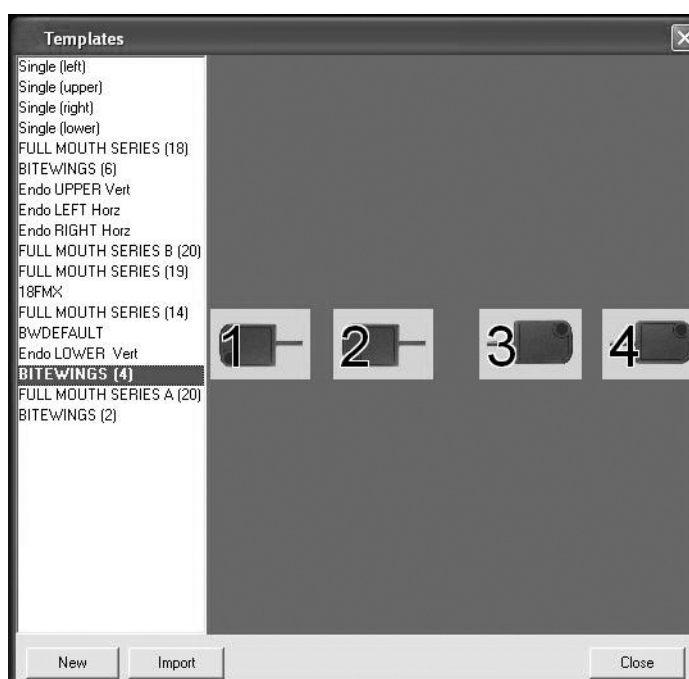 Templates
Single (left)
Single (upper)
Single (right)
Single (lower)
FULL MOUTH SERIES (18)
BITEWINGS (6)
Endo UPPER Vert
Endo LEFT Horz
Endo RIGHT Horz
FULL MOUTH SERIES B (20)
FULL MOUTH SERIES (19)
18FMX
FULL MOUTH SERIES (14)
BWDEFAULT
Endo LOWER Vert
BITEWINGS (4)
FULL MOUTH SERIES A (20)
BITEWINGS (2)
1 2 3 4
New Import Close